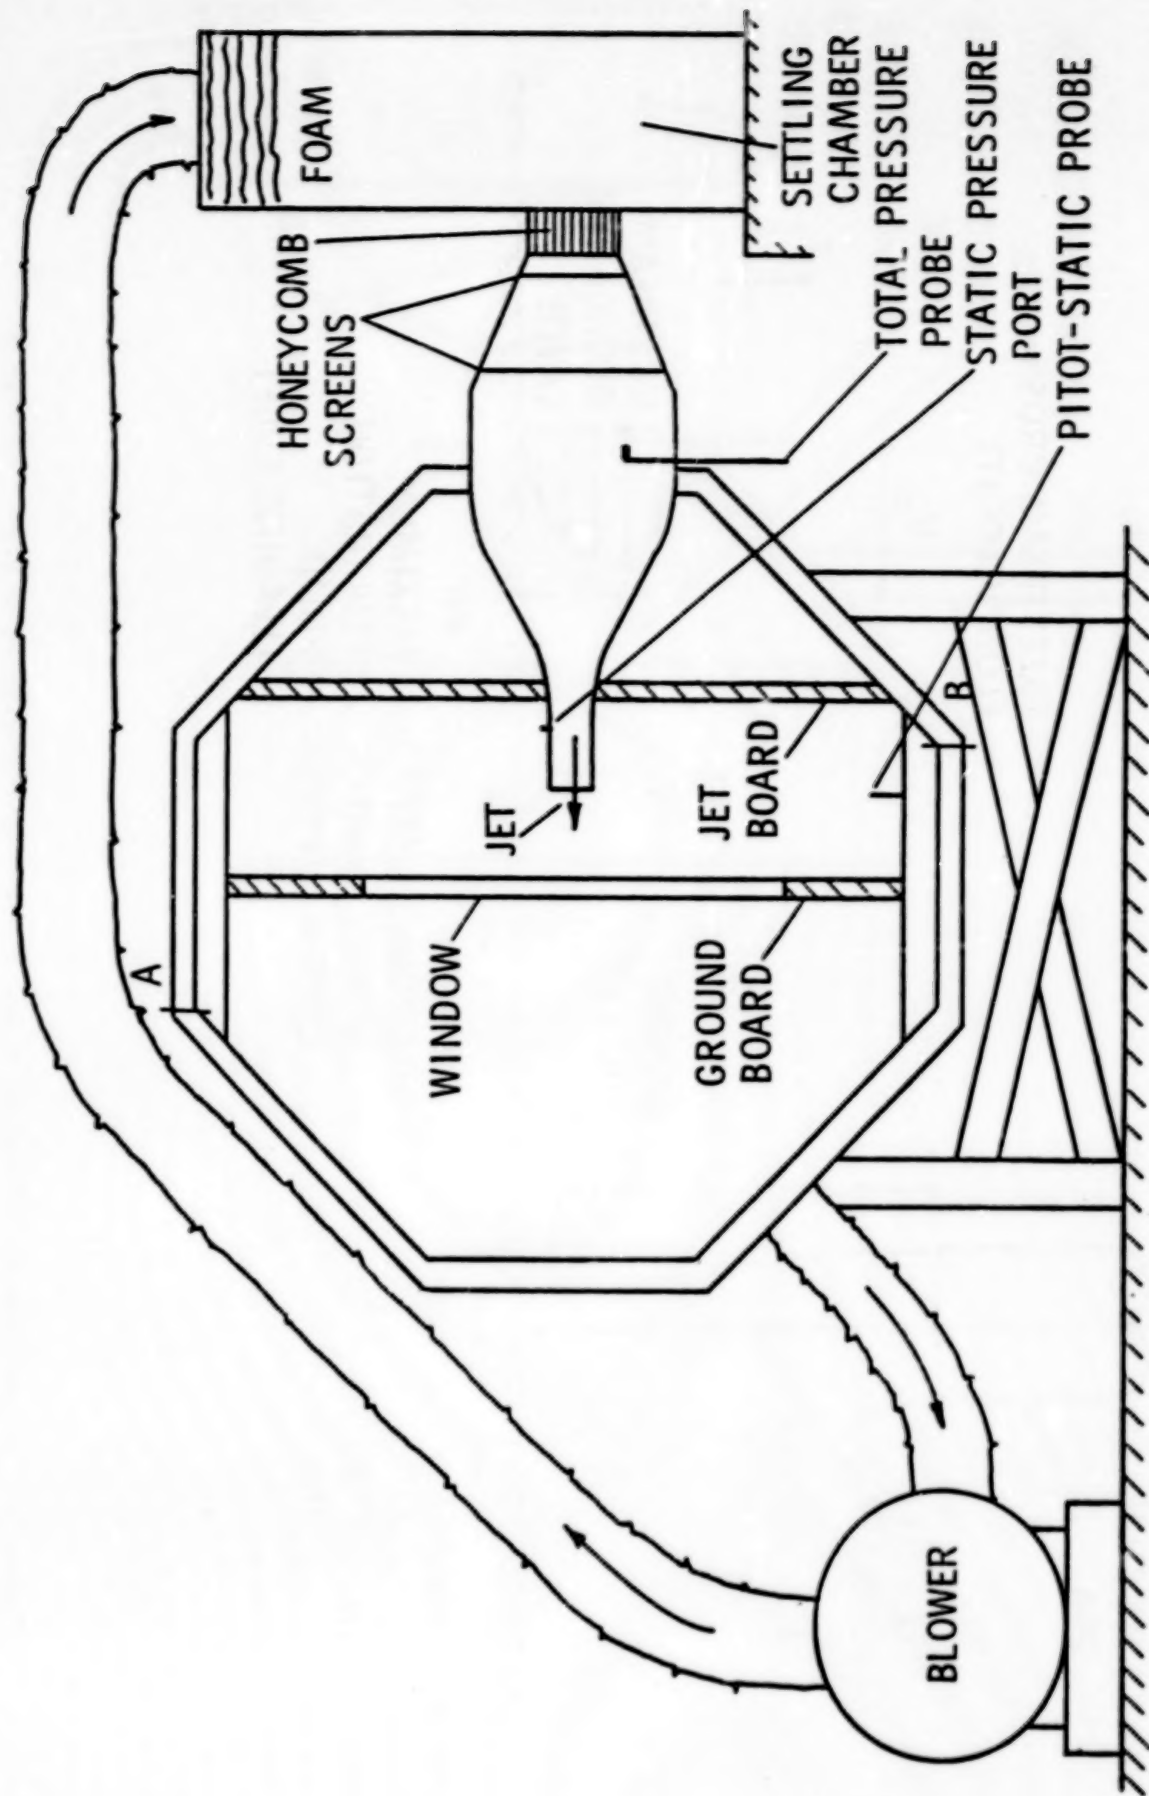 FOAM
HONEYCOMB
SCREENS
SETTLING
CHAMBER
TOTAL PRESSURE
PROBE
STATIC PRESSURE
PORT
PITOT-STATIC PROBE
A
JET
JET
BOARD
B
WINDOW
GROUND
BOARD
BLOWER